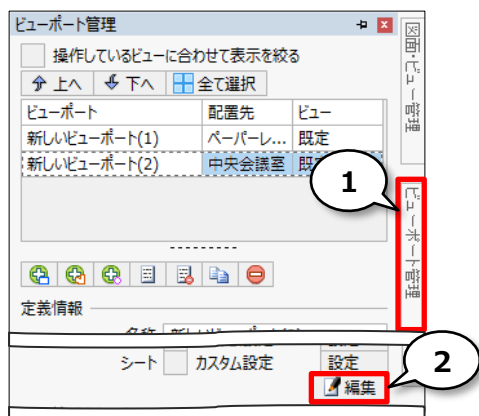 ビューポート管理
操作しているビューに合わせて表示を絞る
上へ 下へ 全て選択
ビューポート 配置先 ビュー
新しいビューポート(1) ペーパーレ... 既定
新しいビューポート(2) 中央会議室
定義情報
シート カスタム設定 設定
編集
図面・ビュー管理
ビューポート管理
1
2